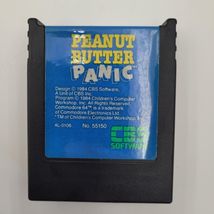 PEANUT
BUTTER
PANIC
Design © 1984 CBS Software,
A Unit of CBS Inc.
Program © 1984 Children's Computer
Workshop, Inc. All Rights Reserved.
Commodore 64™ is a trademark
of Commodore Electronics Ltd.
™ of Children's Computer Workshop, Inc.
4L-5106 No. 55150
CBS
SOFTWARE